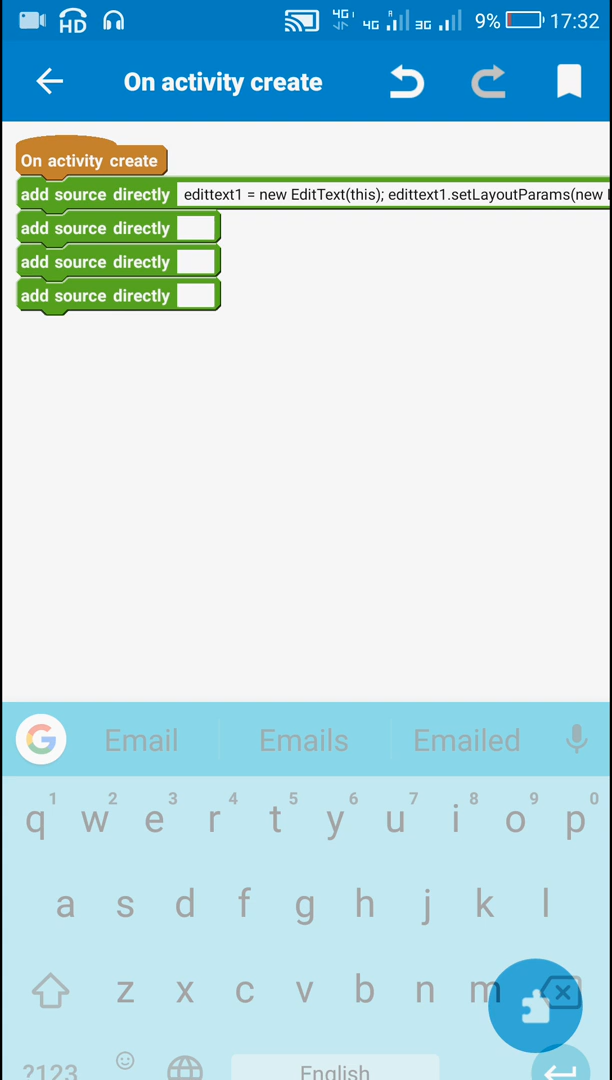 HD 4G 4G R 3G 9% 17:32
On activity create
On activity create
add source directly edittext1 = new EditText(this); edittext1.setLayoutParams(new
add source directly
add source directly
add source directly
G Email Emails Emailed
1 2 3 4 5 6 7 8 9 0
q w e r t y u i o p
a s d f g h j k l
z x c v b n m
?123 English